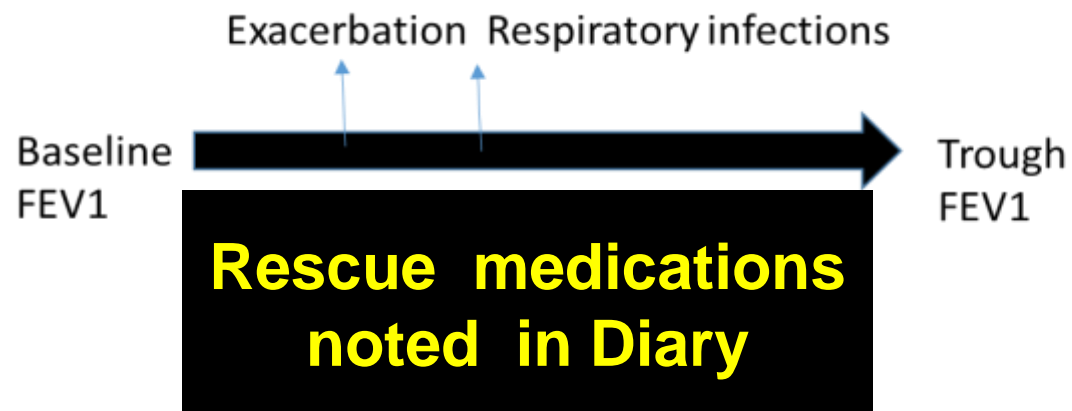 Exacerbation Respiratory infections
Baseline
FEV1
Trough
FEV1
Rescue medications
noted in Diary